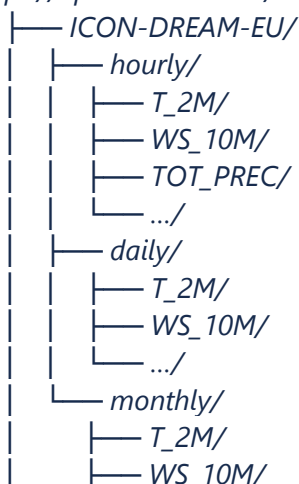 ├── ICON-DREAM-EU/
│ ├── hourly/
│ │ ├── T_2M/
│ │ ├── WS_10M/
│ │ ├── TOT_PREC/
│ │ └── .../
│ ├── daily/
│ │ ├── T_2M/
│ │ ├── WS_10M/
│ │ └── .../
│ └── monthly/
│ ├── T_2M/
│ ├── WS_10M/